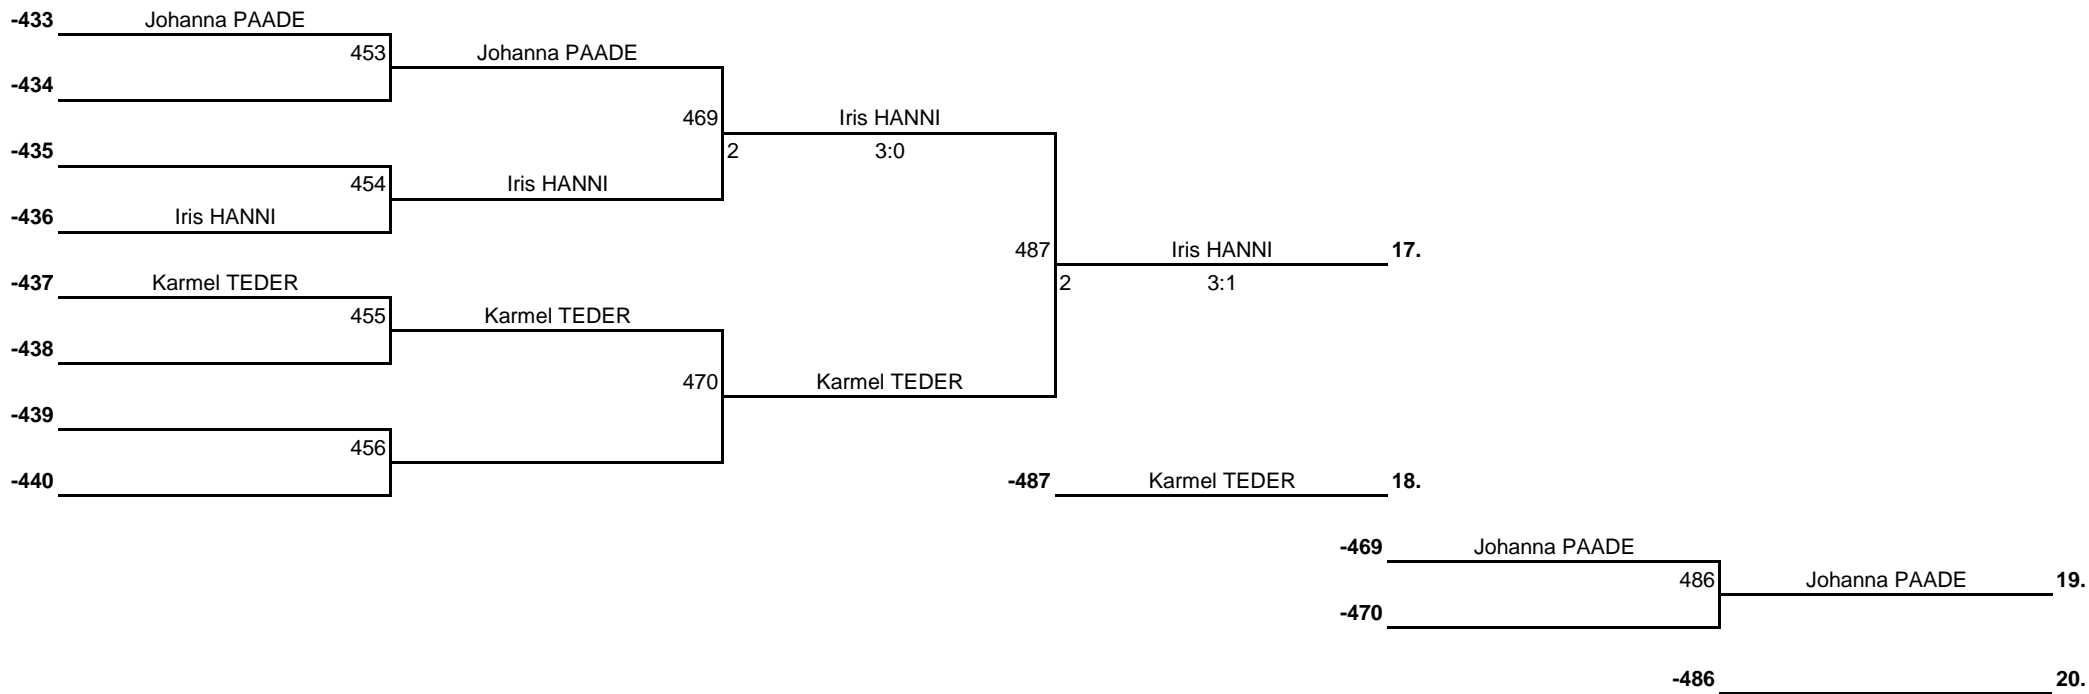 -433 Johanna PAADE
453 Johanna PAADE
-434
469 Iris HANNI
-435 2 3:0
454 Iris HANNI
-436 Iris HANNI
487 Iris HANNI 17.
-437 Karmel TEDER 2 3:1
455 Karmel TEDER
-438
470 Karmel TEDER
-439
456
-440 -487 Karmel TEDER 18.
-469 Johanna PAADE
486 Johanna PAADE 19.
-470
-486 20.